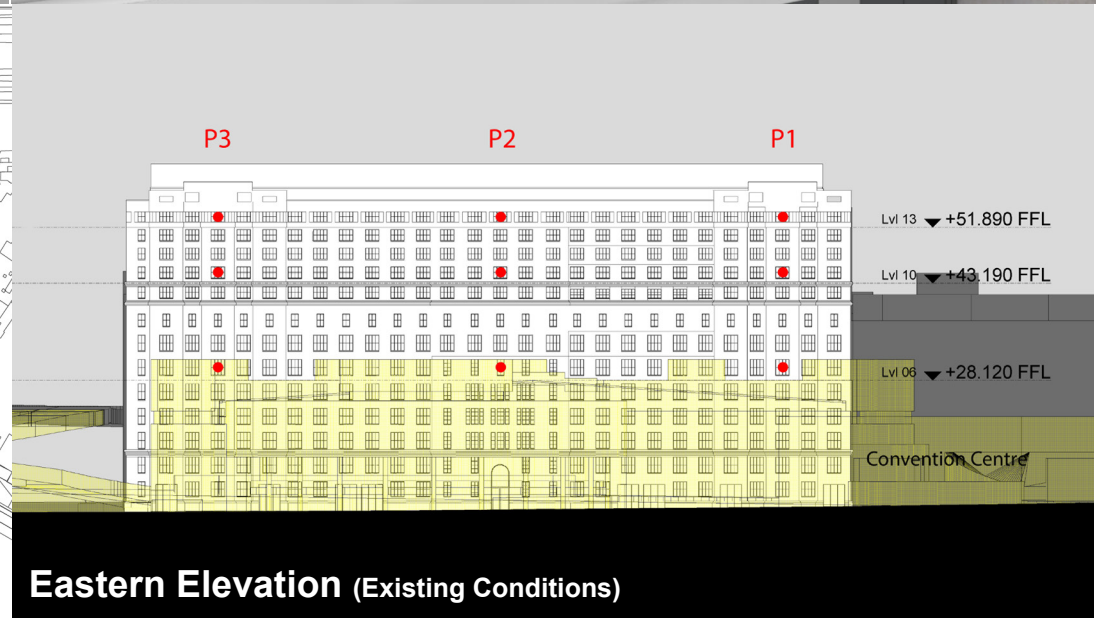 P3 P2 P1
Lvl 13 +51.890 FFL
Lvl 10 +43.190 FFL
Lvl 06 +28.120 FFL
Convention Centre
Eastern Elevation (Existing Conditions)